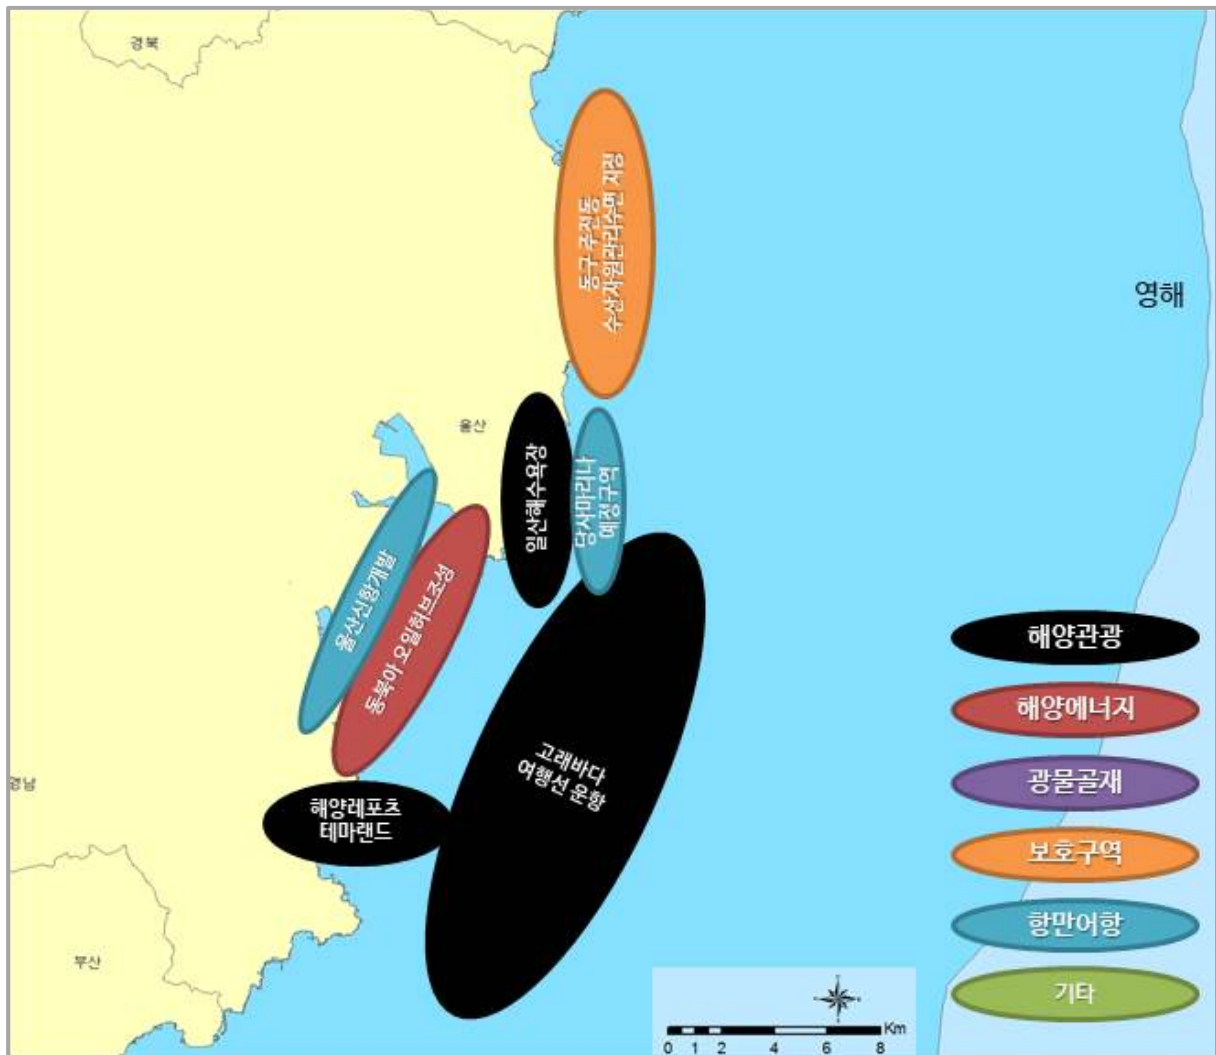 경북
동구 주전동
수산자원관리수면 지정
영해
울산
일산해수욕장
당사마리나
예정구역
울산신항개발
동북아 오일허브조성
고래바다
여행선 운항
해양레포츠
테마랜드
경남
부산
해양관광
해양에너지
광물골재
보호구역
항만어항
기타
Km
0 1 2 4 6 8